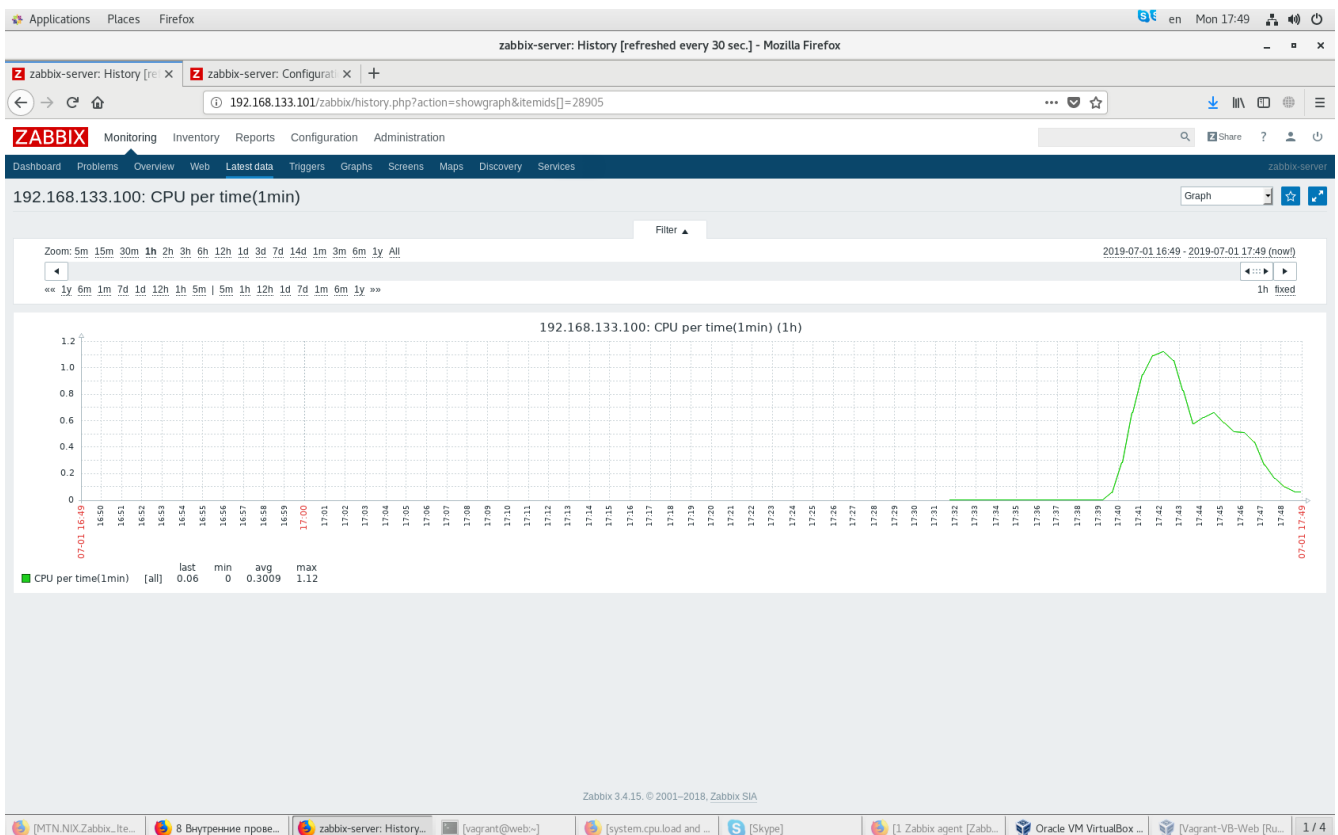 Applications Places Firefox en Mon 17:49
zabbix-server: History [refreshed every 30 sec.] - Mozilla Firefox
Z zabbix-server: History [re Z zabbix-server: Configurati
192.168.133.101/zabbix/history.php?action=showgraph&itemids[]=28905
ZABBIX Monitoring Inventory Reports Configuration Administration Z Share ?
Dashboard Problems Overview Web Latest data Triggers Graphs Screens Maps Discovery Services zabbix-server
192.168.133.100: CPU per time(1min) Graph
Filter
Zoom: 5m 15m 30m 1h 2h 3h 6h 12h 1d 3d 7d 14d 1m 3m 6m 1y All 2019-07-01 16:49 - 2019-07-01 17:49 (now!)
«« 1y 6m 1m 7d 1d 12h 1h 5m | 5m 1h 12h 1d 7d 1m 6m 1y »» 1h fixed
192.168.133.100: CPU per time(1min) (1h)
1.2
1.0
0.8
0.6
0.4
0.2
0
07-01 16:49 16:50 16:51 16:52 16:53 16:54 16:55 16:56 16:57 16:58 16:59 17:00 17:01 17:02 17:03 17:04 17:05 17:06 17:07 17:08 17:09 17:10 17:11 17:12 17:13 17:14 17:15 17:16 17:17 17:18 17:19 17:20 17:21 17:22 17:23 17:24 17:25 17:26 17:27 17:28 17:29 17:30 17:31 17:32 17:33 17:34 17:35 17:36 17:37 17:38 17:39 17:40 17:41 17:42 17:43 17:44 17:45 17:46 17:47 17:48 07-01 17:49
last min avg max
CPU per time(1min) [all] 0.06 0 0.3009 1.12
Zabbix 3.4.15. © 2001–2018, Zabbix SIA
[MTN.NIX.Zabbix_Ite... 8 Внутренние прове... zabbix-server: History... [vagrant@web:~] [system.cpu.load and ... [Skype] [1 Zabbix agent [Zabb... Oracle VM VirtualBox ... [Vagrant-VB-Web [Ru... 1 / 4